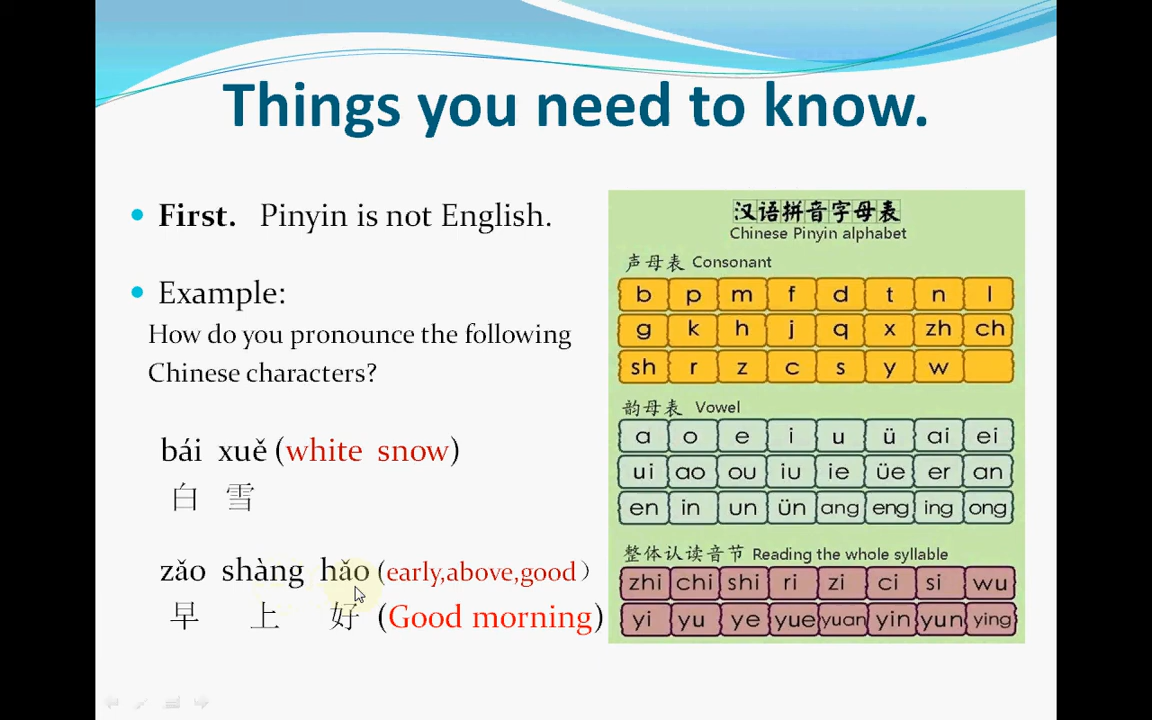 Things you need to know.
First. Pinyin is not English.
Example:
How do you pronounce the following
Chinese characters?
bái xuě (white snow)
白 雪
zǎo shàng hǎo (early,above,good)
早 上 好 (Good morning)
汉语拼音字母表
Chinese Pinyin alphabet
声母表 Consonant
b p m f d t n l
g k h j q x zh ch
sh r z c s y w
韵母表 Vowel
a o e i u ü ai ei
ui ao ou iu ie üe er an
en in un ün ang eng ing ong
整体认读音节 Reading the whole syllable
zhi chi shi ri zi ci si wu
yi yu ye yue yuan yin yun ying